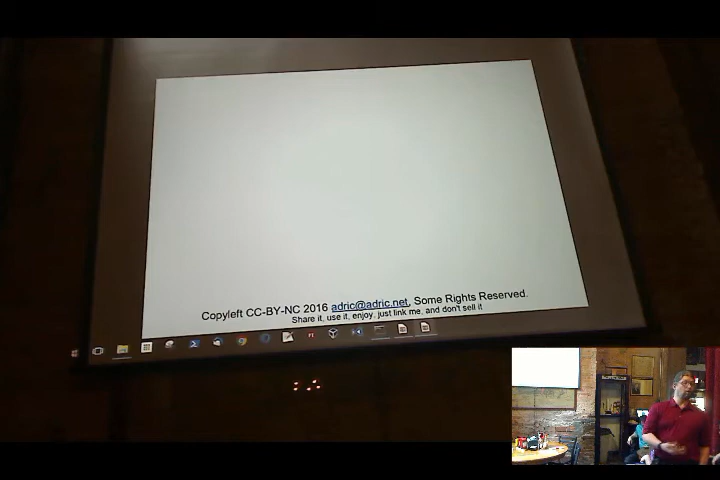 Copyleft CC-BY-NC 2016 adric@adric.net, Some Rights Reserved.
Share it, use it, enjoy, just link me, and don't sell it